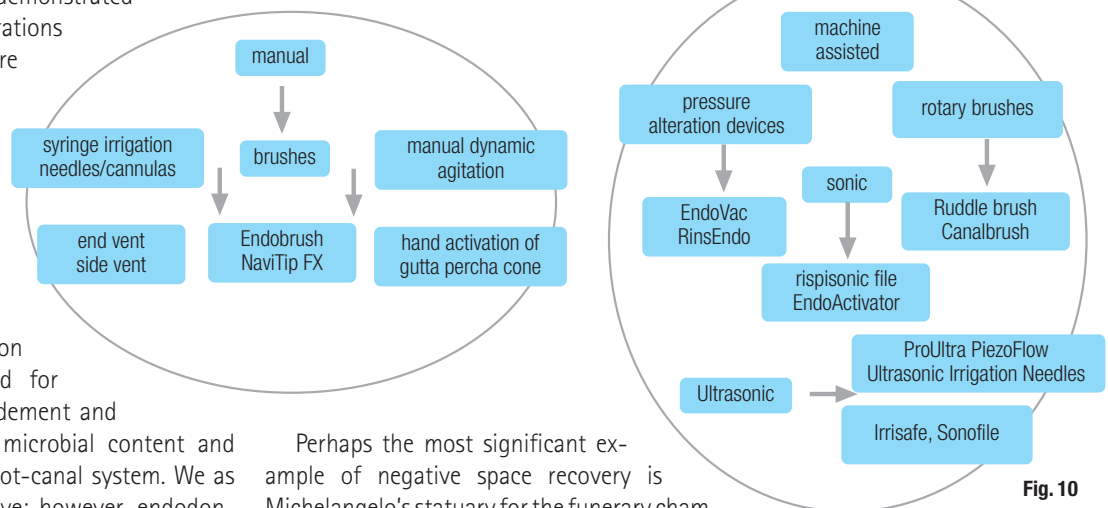 demonstrated
manual
brushes
syringe irrigation
needles/cannulas
manual dynamic
agitation
end vent
side vent
Endobrush
NaviTip FX
hand activation of
gutta percha cone
machine
assisted
pressure
alteration devices
rotary brushes
sonic
EndoVac
RinsEndo
Ruddle brush
Canalbrush
rispisonic file
EndoActivator
ProUltra PiezoFlow
Ultrasonic Irrigation Needles
Ultrasonic
Irrisafe, Sonofile
Fig. 10
d for
dement and
microbial content and
ot-canal system. We as
ve; however, endodon
Perhaps the most significant ex-
ample of negative space recovery is
Michelangelo's statuary for the funerary cham